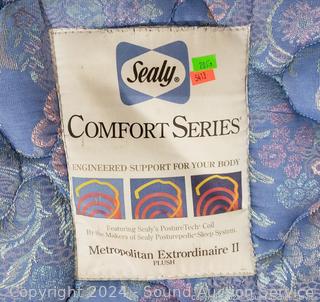 Sealy®
COMFORT SERIES®
ENGINEERED SUPPORT FOR YOUR BODY
Featuring Sealy's PostureTech® Coil
By the Makers of Sealy Posturepedic® Sleep System.
Metropolitan Extrordinaire II
PLUSH
Copyright 2024 - Sound Auction Service